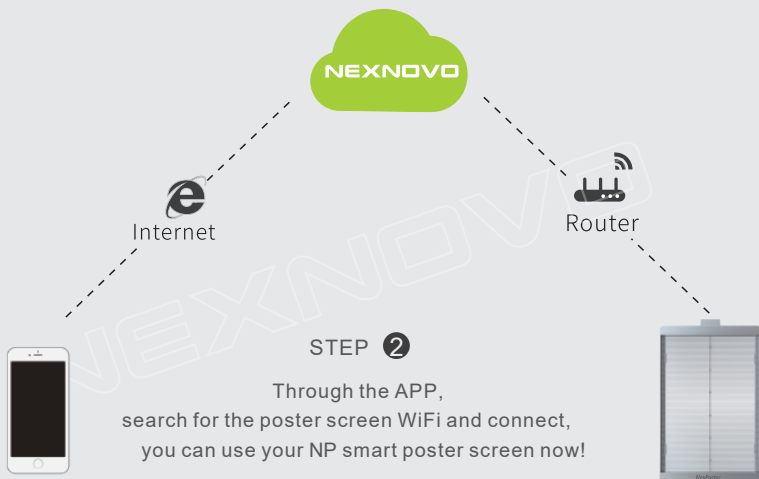 NEXNOVO
Internet
Router
NEXNOVO
STEP 2
Through the APP,
search for the poster screen WiFi and connect,
you can use your NP smart poster screen now!